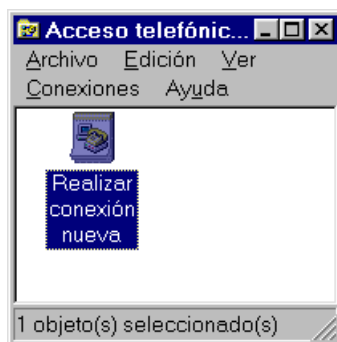 Acceso telefónic...
Archivo Edición Ver
Conexiones Ayuda
Realizar
conexión
nueva
1 objeto(s) seleccionado(s)